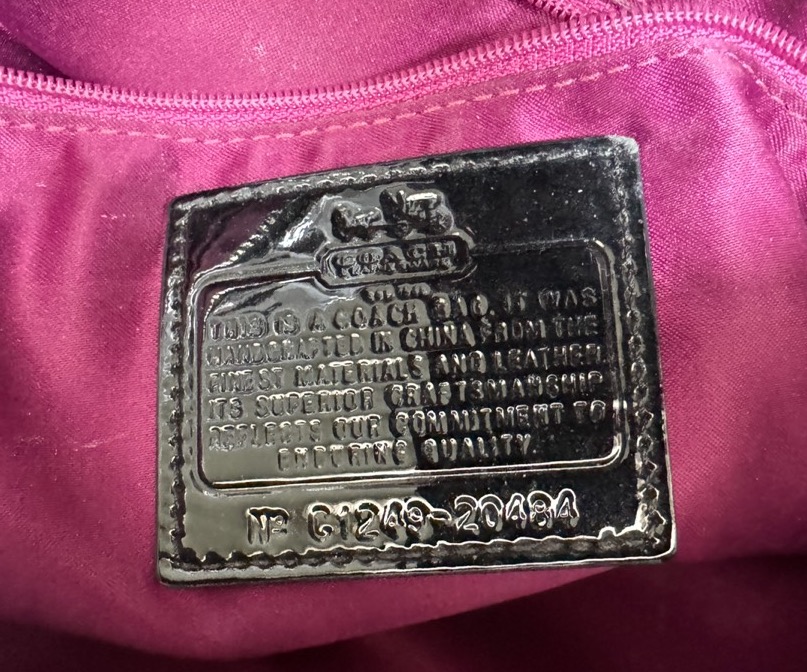 COACH
THIS IS A COACH BAG. IT WAS
HANDCRAFTED IN CHINA FROM THE
FINEST MATERIALS AND LEATHER.
ITS SUPERIOR CRAFTSMANSHIP
REFLECTS OUR COMMITMENT TO
ENDURING QUALITY.
Nº C1249-20484